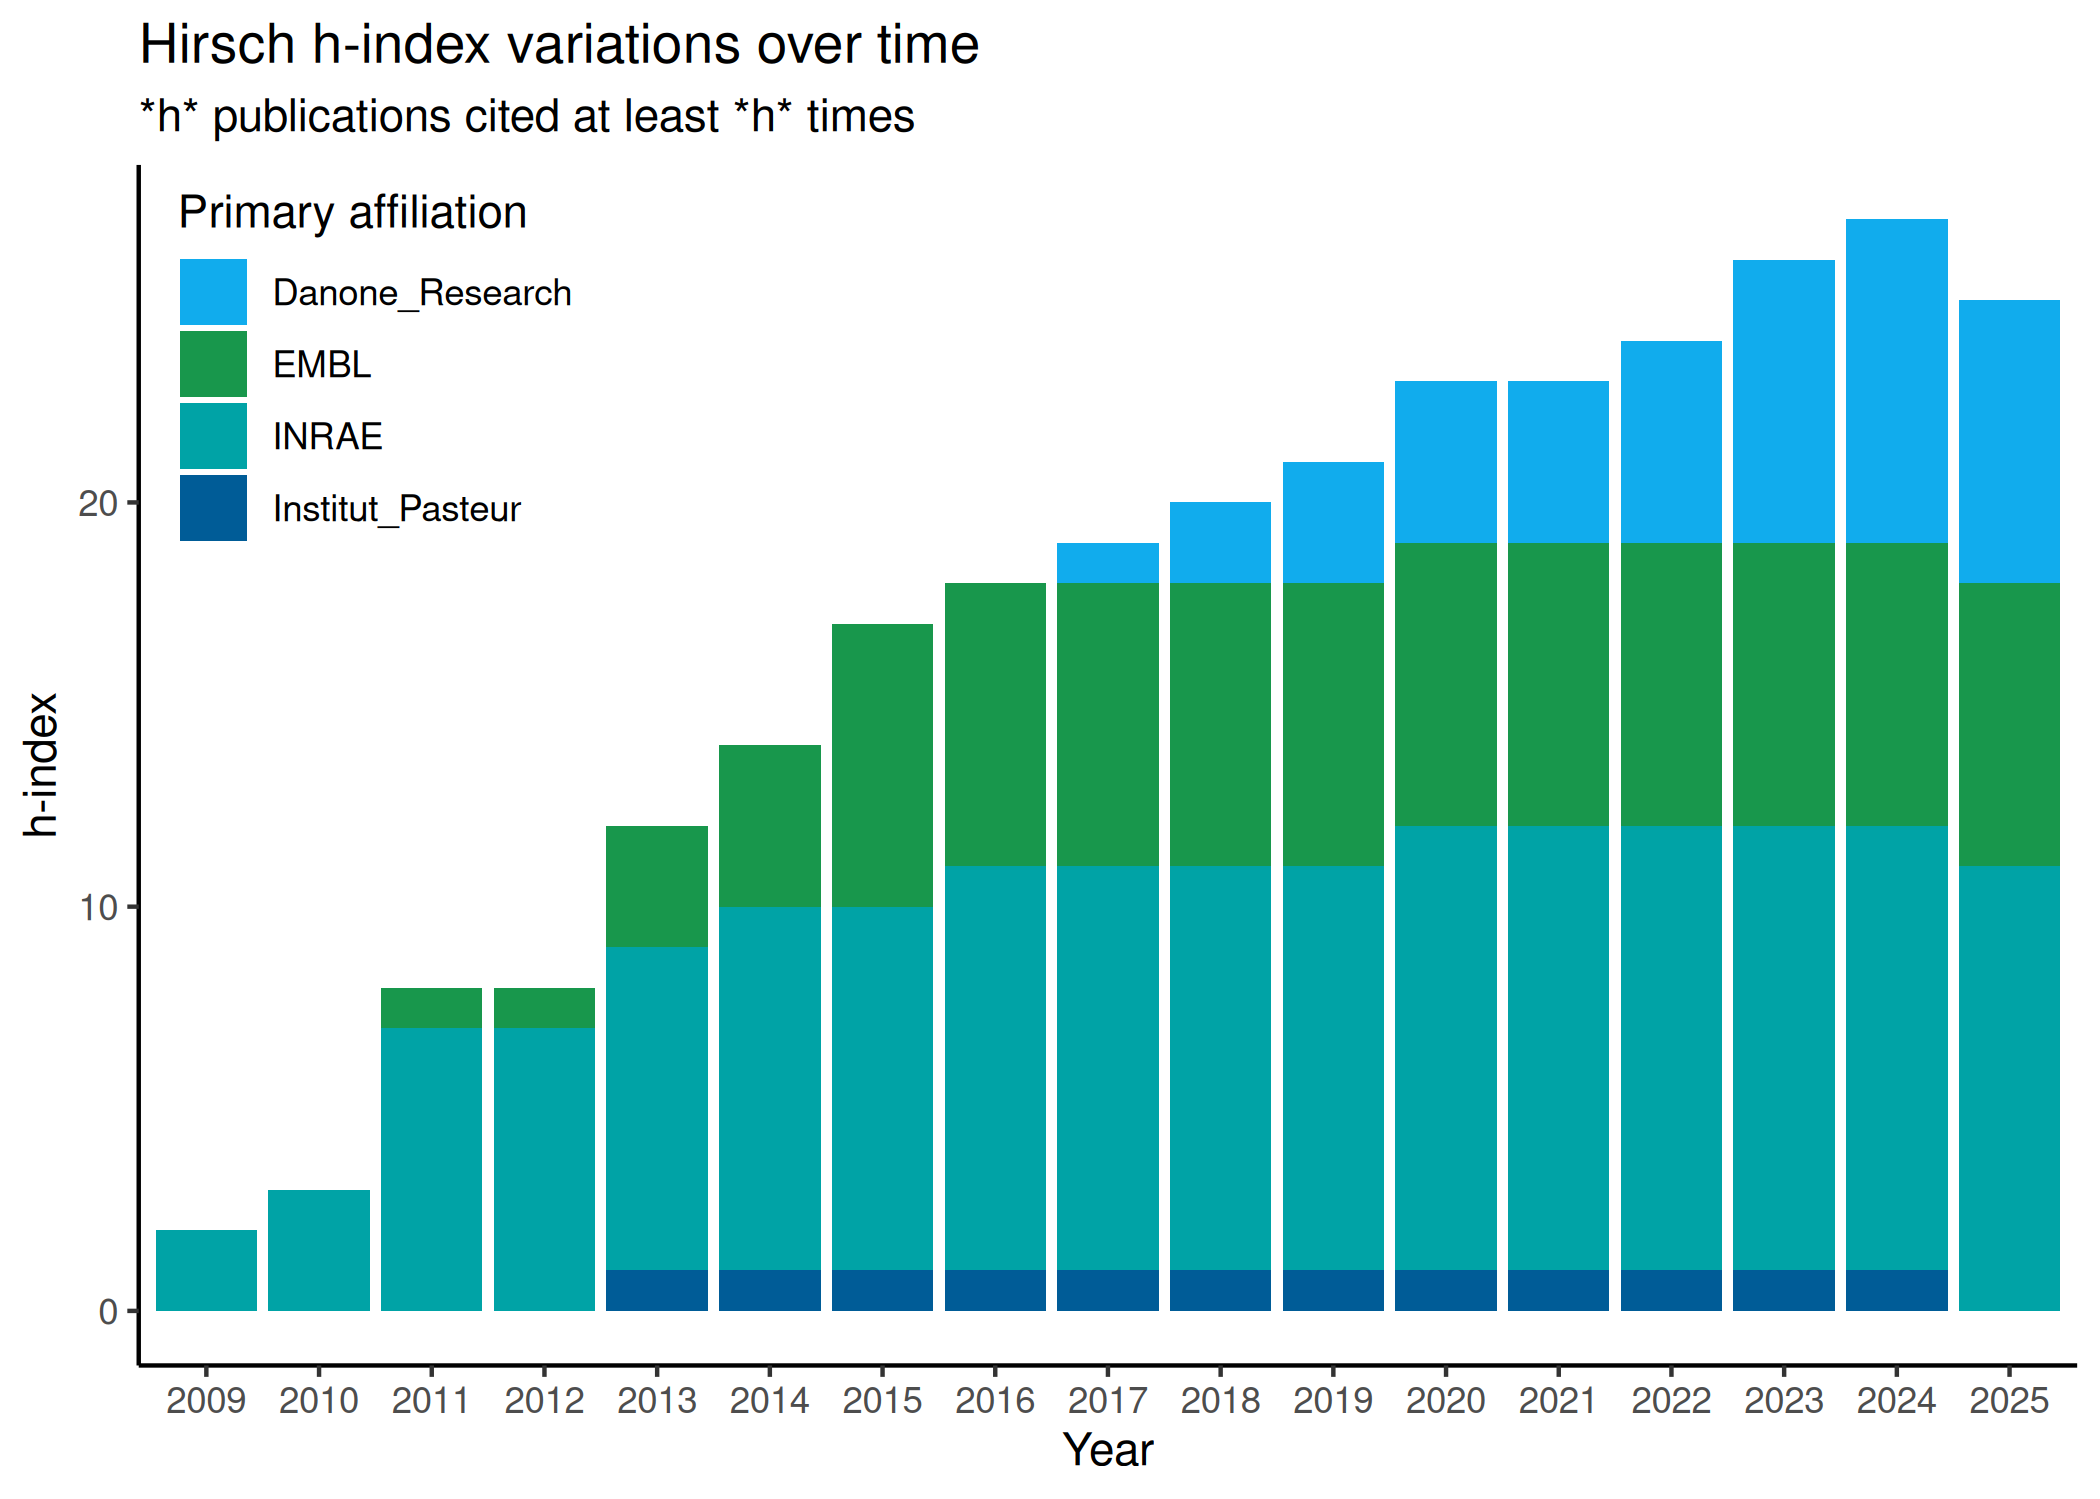 Hirsch h-index variations over time
*h* publications cited at least *h* times
Primary affiliation
Danone_Research
EMBL
INRAE
Institut_Pasteur
h-index
20
10
0
2009 2010 2011 2012 2013 2014 2015 2016 2017 2018 2019 2020 2021 2022 2023 2024 2025
Year